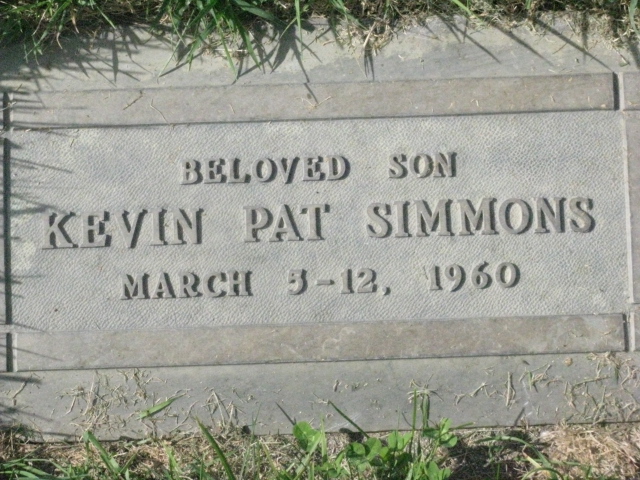 BELOVED SON
KEVIN PAT SIMMONS
MARCH 5-12, 1960